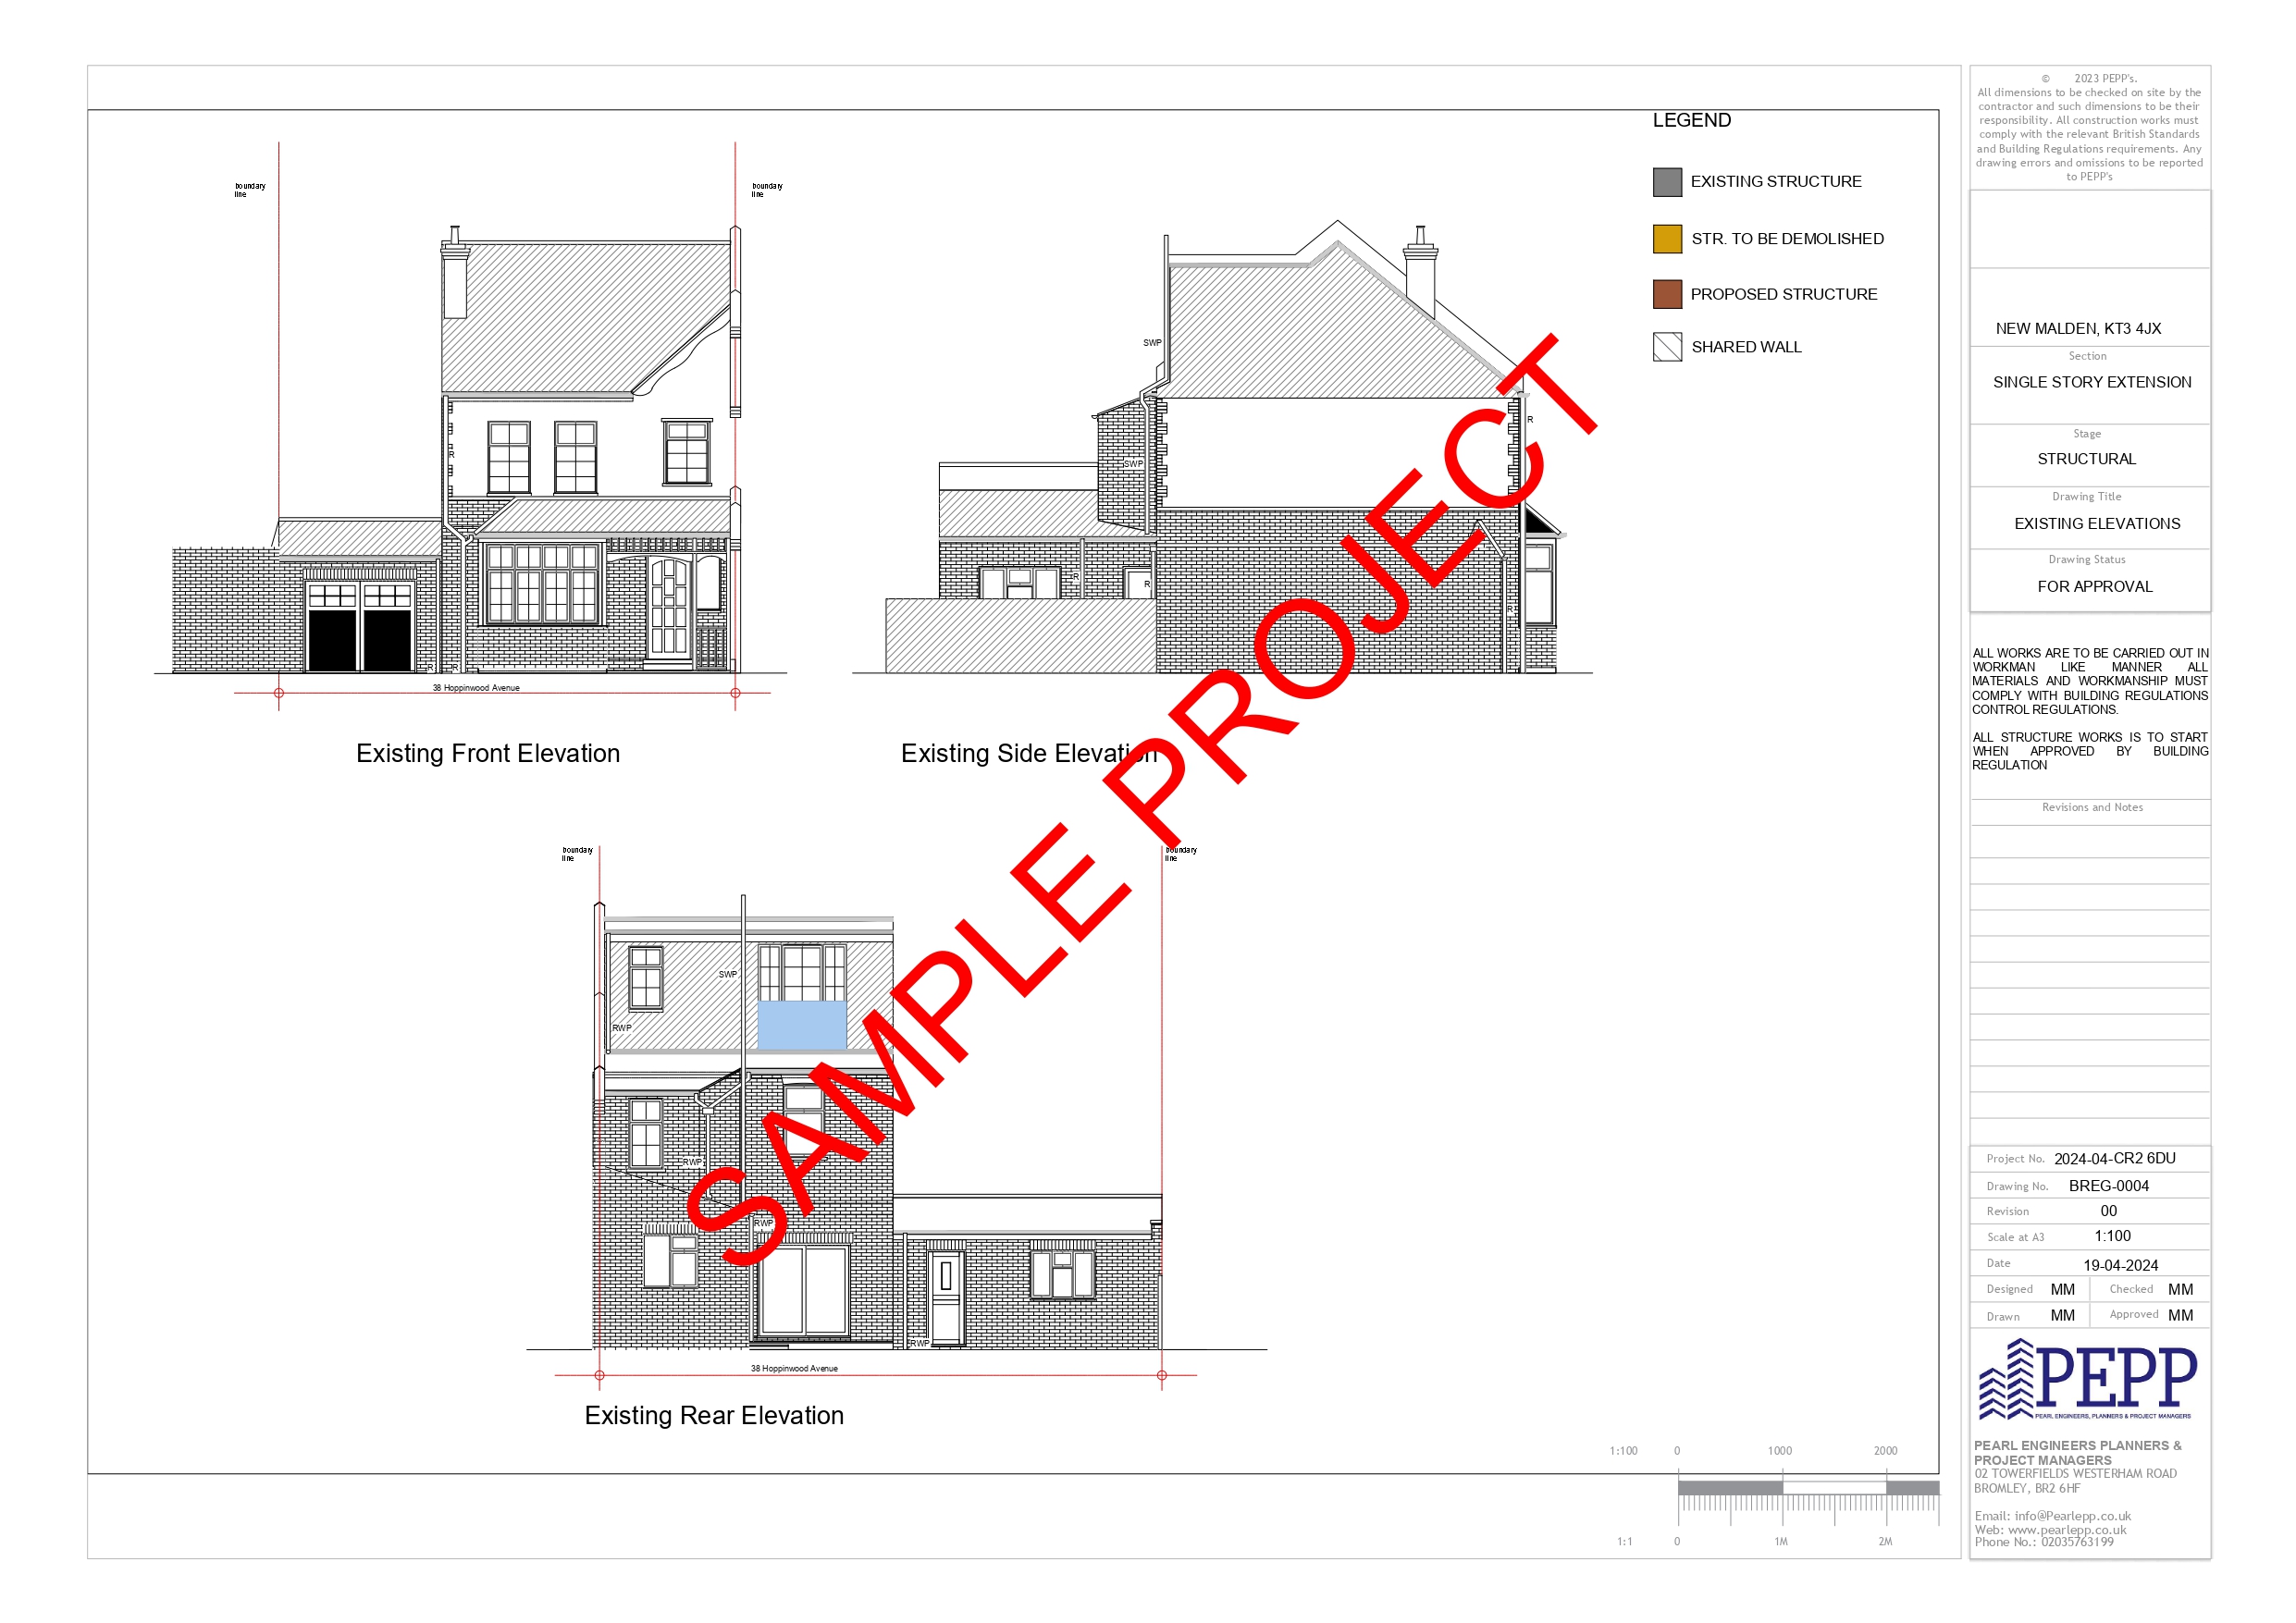 LEGEND
EXISTING STRUCTURE
STR. TO BE DEMOLISHED
PROPOSED STRUCTURE
SHARED WALL
boundary
line
boundary
line
R
R
R
38 Hoppinwood Avenue
Existing Front Elevation
SWP
SWP
R
R
R
R
Existing Side Elevation
SAMPLE PROJECT
boundary
line
boundary
line
SWP
RWP
RWP
RWP
RWP
38 Hoppinwood Avenue
Existing Rear Elevation
1:100 0 1000 2000
1:1 0 1M 2M
© 2023 PEPP's.
All dimensions to be checked on site by the
contractor and such dimensions to be their
responsibility. All construction works must
comply with the relevant British Standards
and Building Regulations requirements. Any
drawing errors and omissions to be reported
to PEPP's
NEW MALDEN, KT3 4JX
Section
SINGLE STORY EXTENSION
Stage
STRUCTURAL
Drawing Title
EXISTING ELEVATIONS
Drawing Status
FOR APPROVAL
ALL WORKS ARE TO BE CARRIED OUT IN
WORKMAN LIKE MANNER ALL
MATERIALS AND WORKMANSHIP MUST
COMPLY WITH BUILDING REGULATIONS
CONTROL REGULATIONS.
ALL STRUCTURE WORKS IS TO START
WHEN APPROVED BY BUILDING
REGULATION
Revisions and Notes
Project No. 2024-04-CR2 6DU
Drawing No. BREG-0004
Revision 00
Scale at A3 1:100
Date 19-04-2024
Designed MM Checked MM
Drawn MM Approved MM
PEPP
PEARL ENGINEERS, PLANNERS & PROJECT MANAGERS
PEARL ENGINEERS PLANNERS &
PROJECT MANAGERS
02 TOWERFIELDS WESTERHAM ROAD
BROMLEY, BR2 6HF
Email: info@Pearlepp.co.uk
Web: www.pearlepp.co.uk
Phone No.: 02035763199